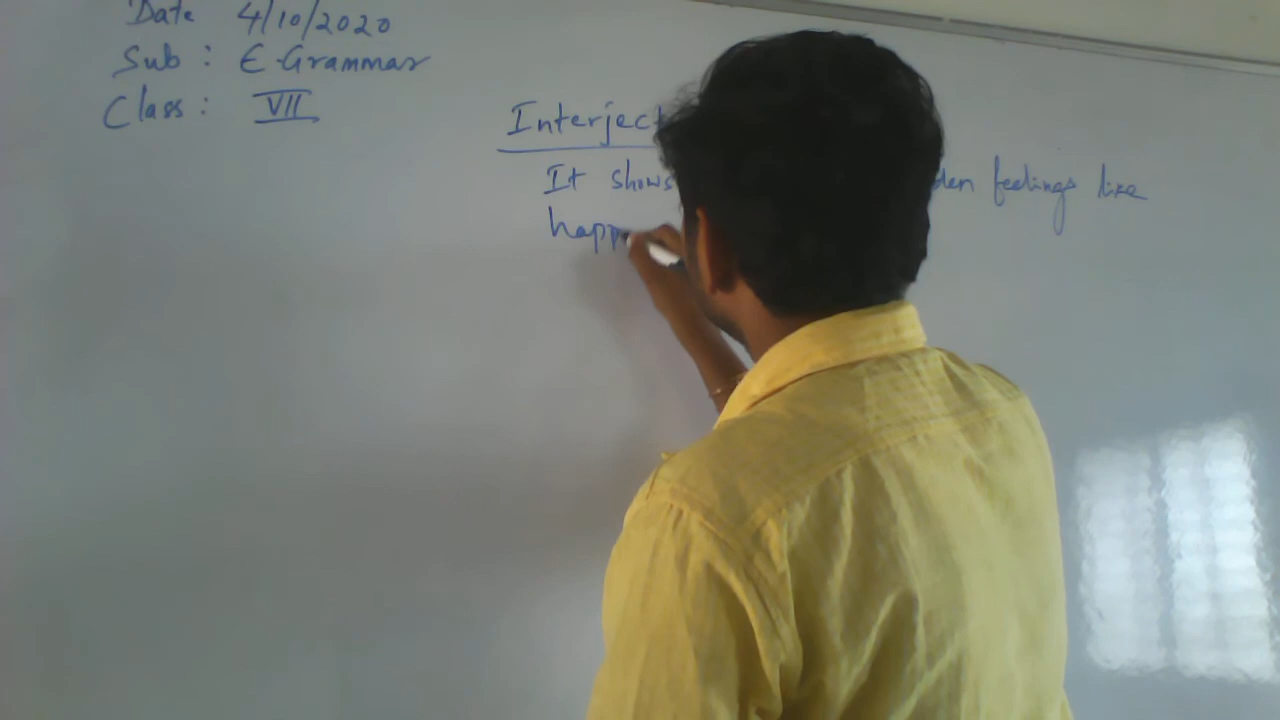 Date 4/10/2020
Sub : E-Grammar
Class : VII
Interject
It shows den feelings like
happ